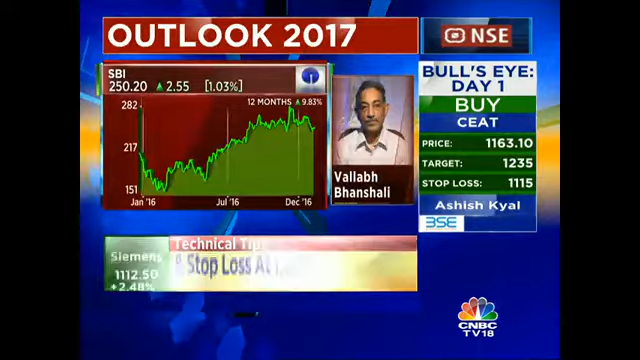 OUTLOOK 2017
NSE
SBI
250.20 ▲ 2.55 [1.03%]
12 MONTHS ▲ 9.83%
282
217
151
Jan '16 Jul '16 Dec '16
Vallabh
Bhanshali
BULL'S EYE:
DAY 1
BUY
CEAT
PRICE: 1163.10
TARGET: 1235
STOP LOSS: 1115
Ashish Kyal
BSE
Technical Tips
Siemens
1112.50
+2.48%
Stop Loss At
CNBC
TV18